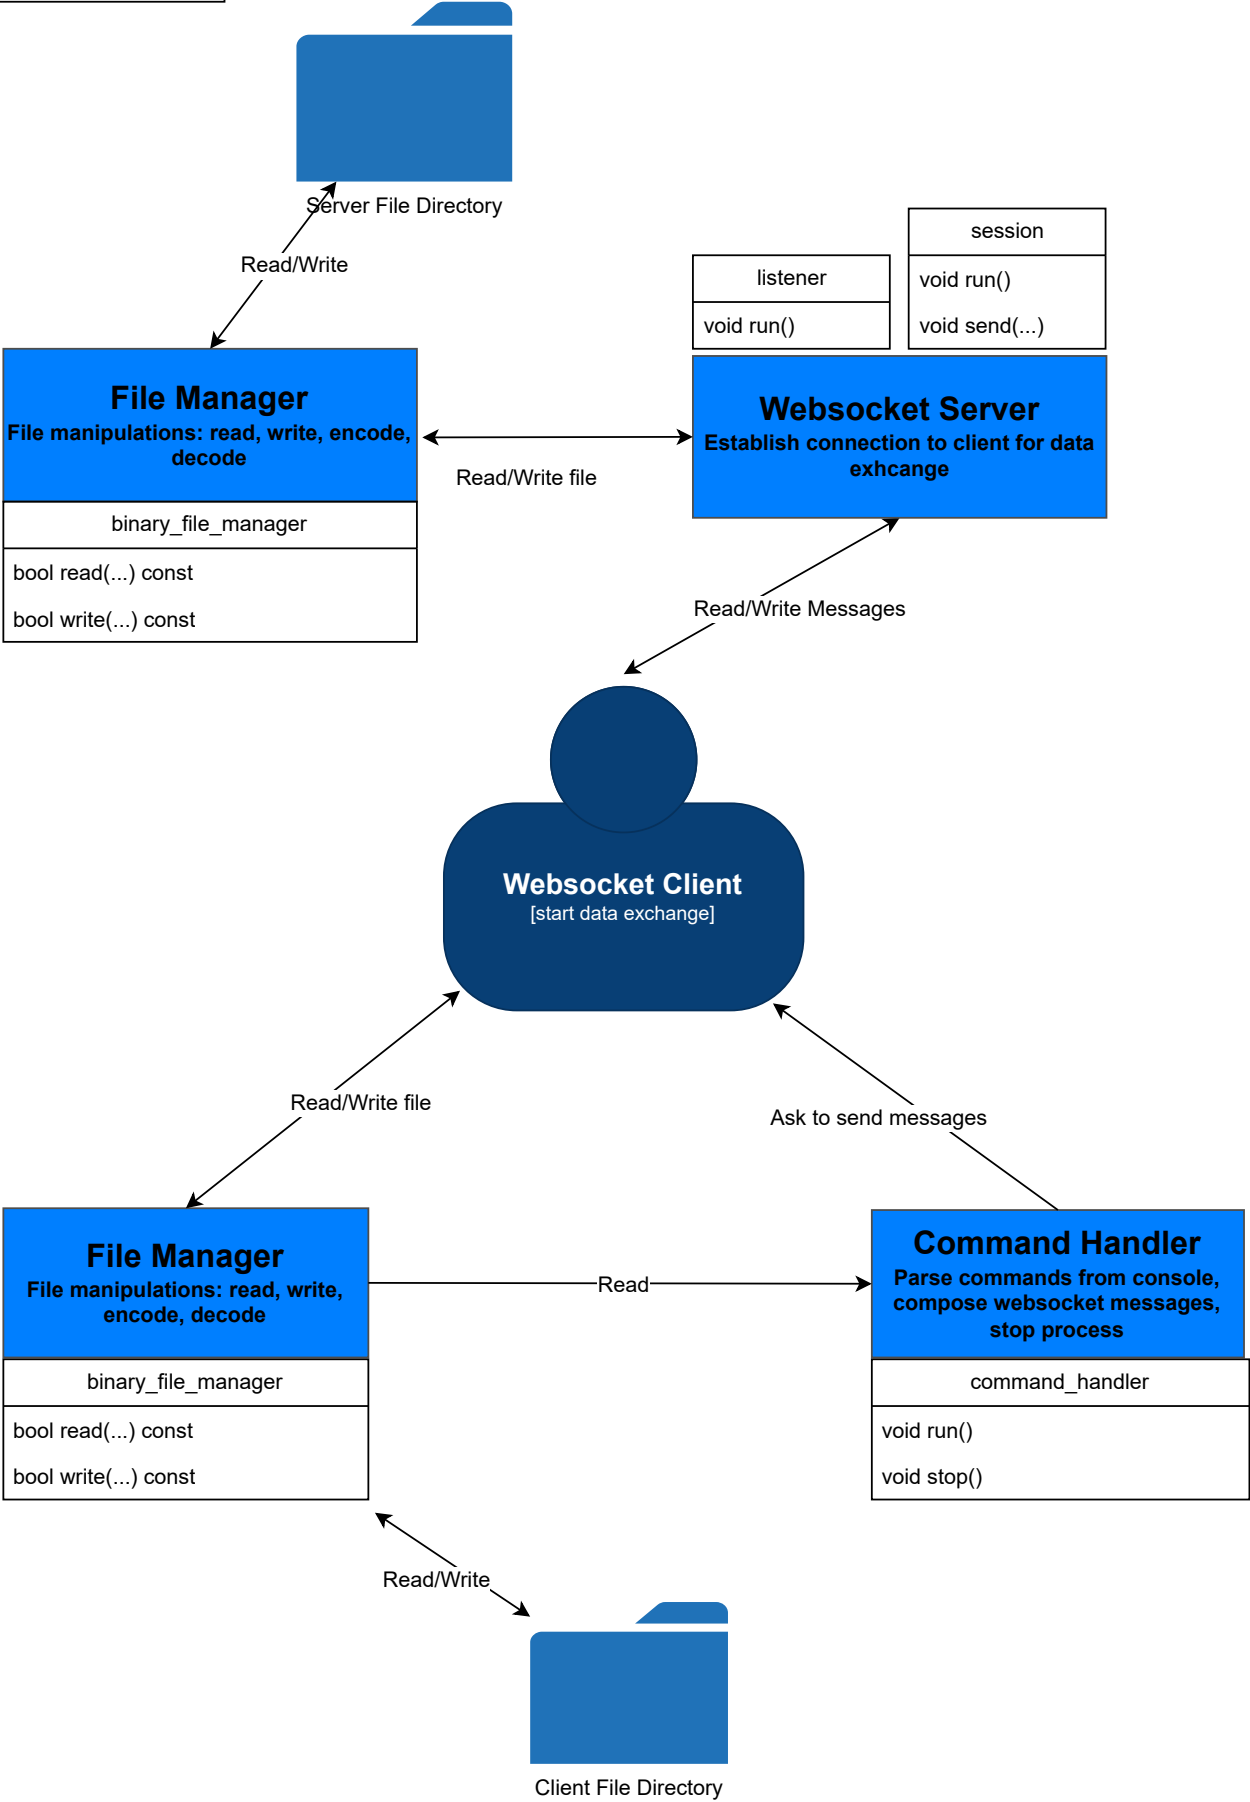 Server File Directory
Read/Write
session
void run()
void send(...)
listener
void run()
File Manager
File manipulations: read, write, encode,
decode
binary_file_manager
bool read(...) const
bool write(...) const
Read/Write file
Websocket Server
Establish connection to client for data
exhcange
Read/Write Messages
Websocket Client
[start data exchange]
Read/Write file
Ask to send messages
File Manager
File manipulations: read, write,
encode, decode
binary_file_manager
bool read(...) const
bool write(...) const
Read
Command Handler
Parse commands from console,
compose websocket messages,
stop process
command_handler
void run()
void stop()
Read/Write
Client File Directory